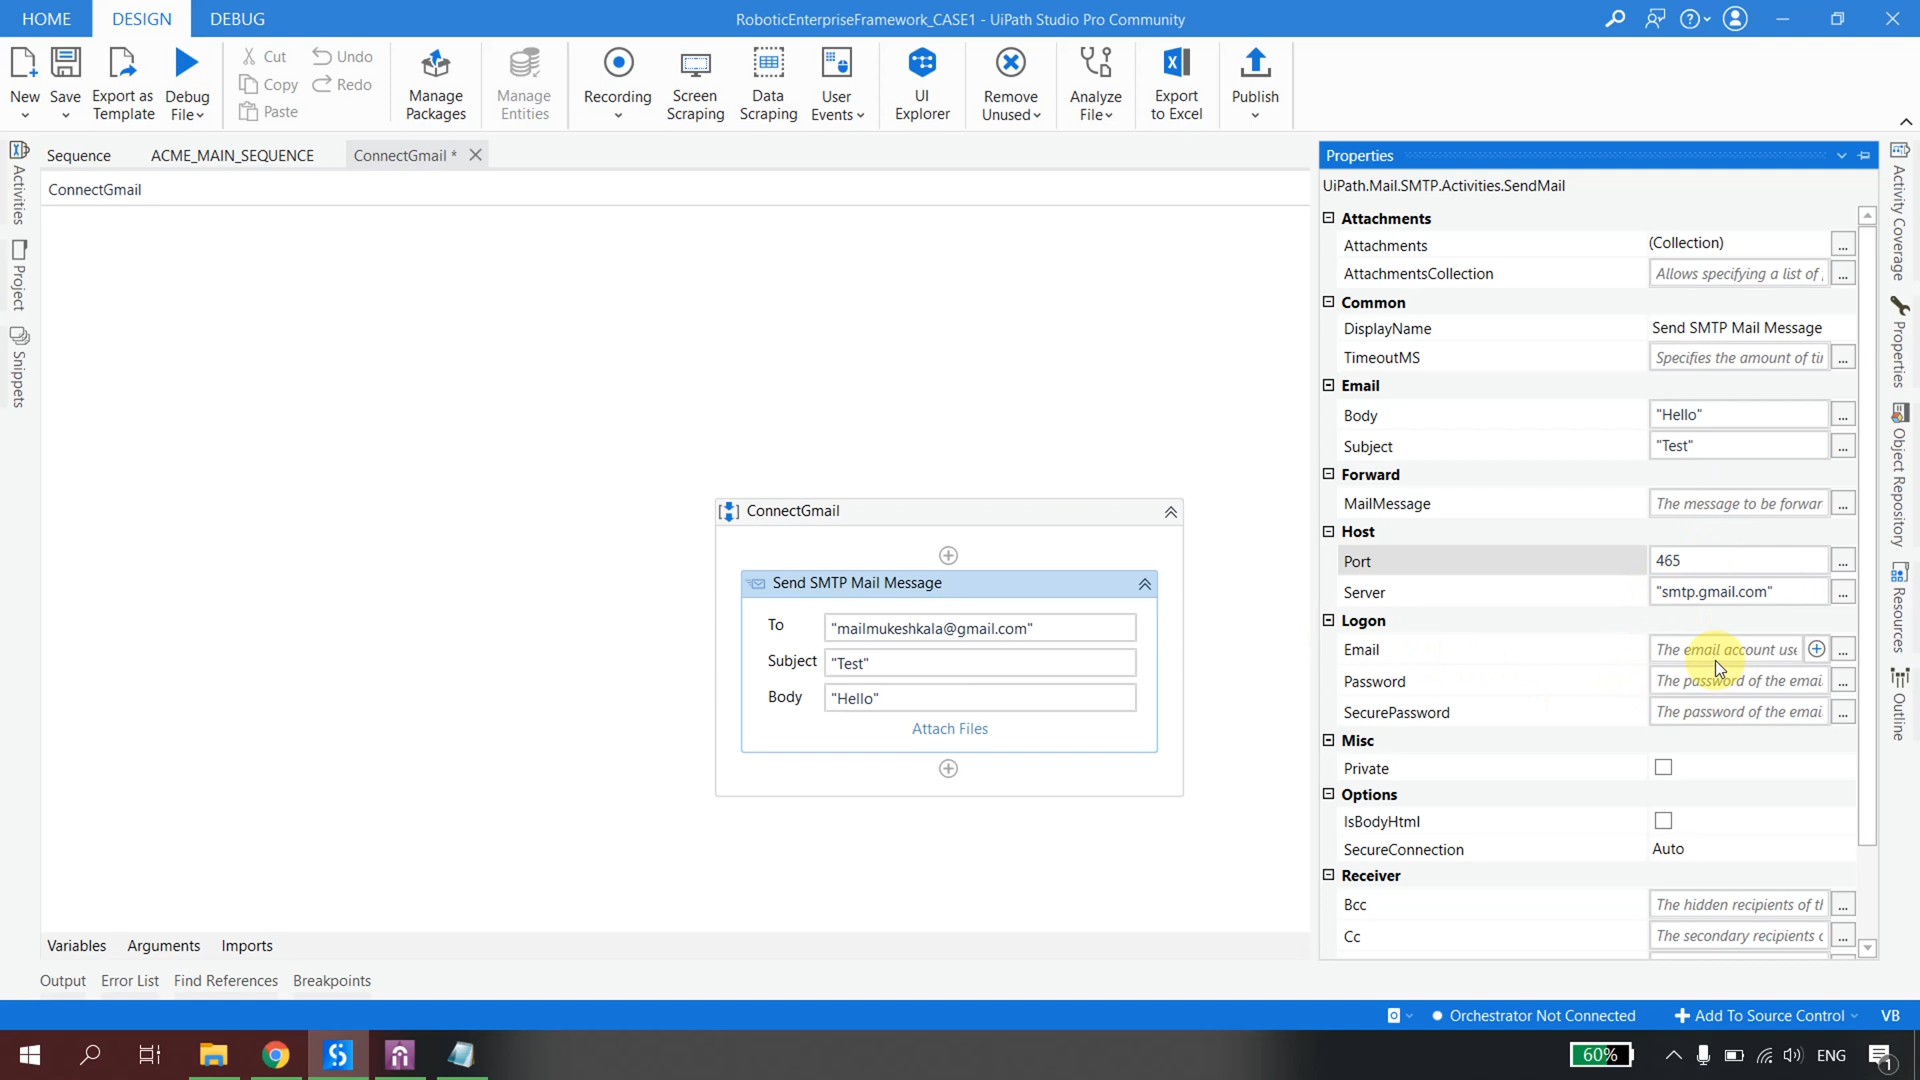 HOME DESIGN DEBUG RoboticEnterpriseFramework_CASE1 - UiPath Studio Pro Community
New Save Export as Template Debug File Cut Copy Paste Undo Redo Manage Packages Manage Entities Recording Screen Scraping Data Scraping User Events UI Explorer Remove Unused Analyze File Export to Excel Publish
Sequence ACME_MAIN_SEQUENCE ConnectGmail *
ConnectGmail
Activities
Project
Snippets
ConnectGmail
Send SMTP Mail Message
To "mailmukeshkala@gmail.com"
Subject "Test"
Body "Hello"
Attach Files
Properties
UiPath.Mail.SMTP.Activities.SendMail
Attachments
Attachments (Collection) ...
AttachmentsCollection Allows specifying a list of ...
Common
DisplayName Send SMTP Mail Message
TimeoutMS Specifies the amount of tir ...
Email
Body "Hello" ...
Subject "Test" ...
Forward
MailMessage The message to be forwar ...
Host
Port 465 ...
Server "smtp.gmail.com" ...
Logon
Email The email account use ...
Password The password of the emai ...
SecurePassword The password of the emai ...
Misc
Private
Options
IsBodyHtml
SecureConnection Auto
Receiver
Bcc The hidden recipients of th ...
Cc The secondary recipients c ...
Activity Coverage
Properties
Object Repository
Resources
Outline
Variables Arguments Imports
Output Error List Find References Breakpoints
Orchestrator Not Connected Add To Source Control VB
60% ENG 1